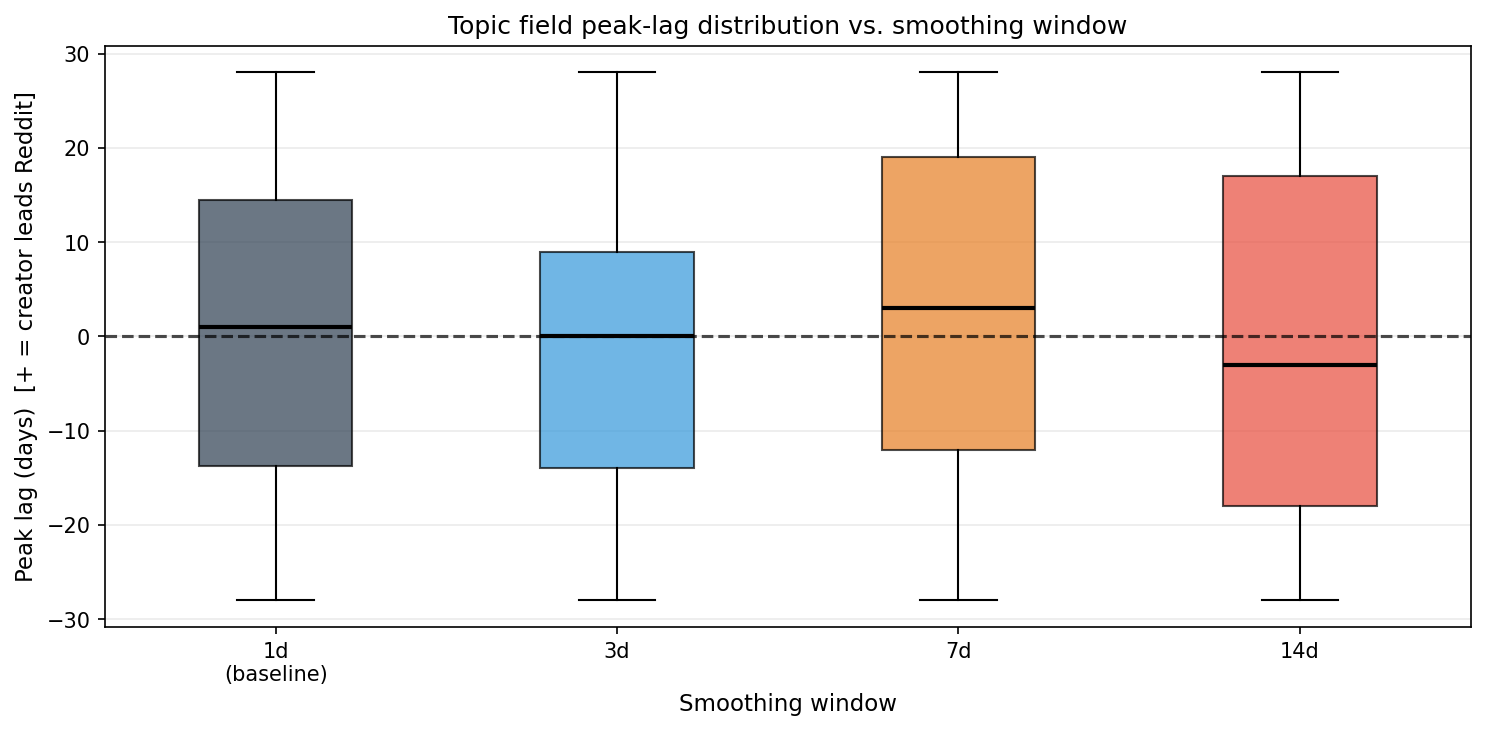 Topic field peak-lag distribution vs. smoothing window
Peak lag (days)  [+ = creator leads Reddit]
30
20
10
0
−10
−20
−30
1d
(baseline)
3d
7d
14d
Smoothing window